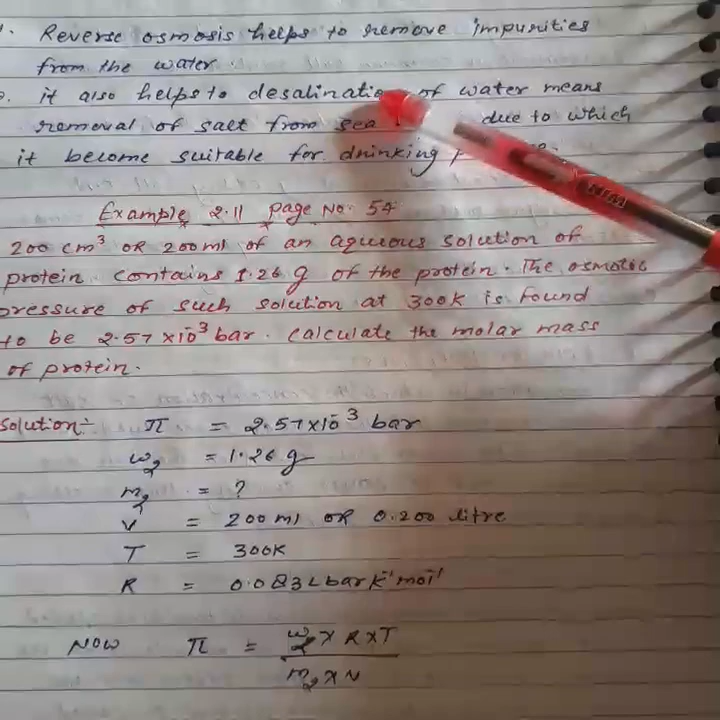 Reverse osmosis helps to remove impurities
from the water.
it also helps to desalination of water means
removal of salt from sea due to which
it become suitable for drinking
Example 2.11 Page No. 54
200 cm³ OR 200 ml of an aqueous solution of
protein contains 1.26 g of the protein. The osmotic
pressure of such solution at 300K is found
to be 2.57 × 10⁻³ bar. calculate the molar mass
of protein.
Solution:- π = 2.57×10⁻³ bar
w₂ = 1.26 g
m₂ = ?
V = 200 ml OR 0.200 litre
T = 300K
R = 0.083 L bar K⁻¹ mol⁻¹
NOW π = w₂ × R × T
m₂ × V